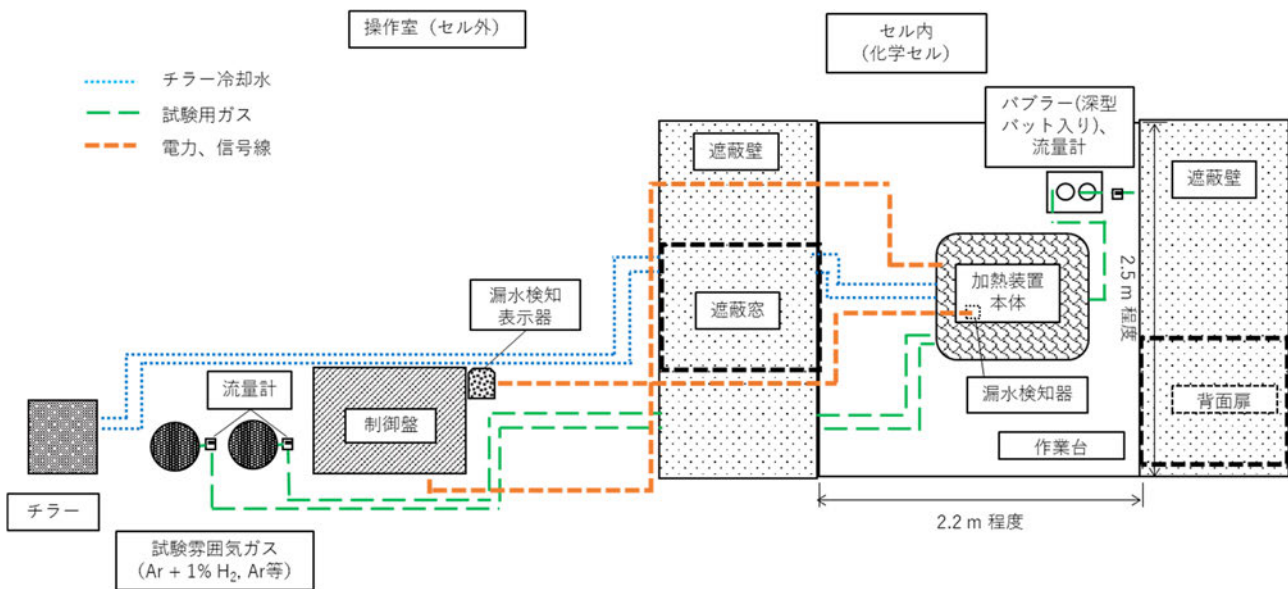 操作室（セル外）
セル内
(化学セル)
チラー冷却水
試験用ガス
電力、信号線
バブラー(深型
バット入り)、
流量計
遮蔽壁
遮蔽壁
漏水検知
表示器
遮蔽窓
加熱装置
本体
2.5 m 程度
流量計
制御盤
漏水検知器
背面扉
作業台
チラー
2.2 m 程度
試験雰囲気ガス
（Ar + 1% H₂, Ar等）